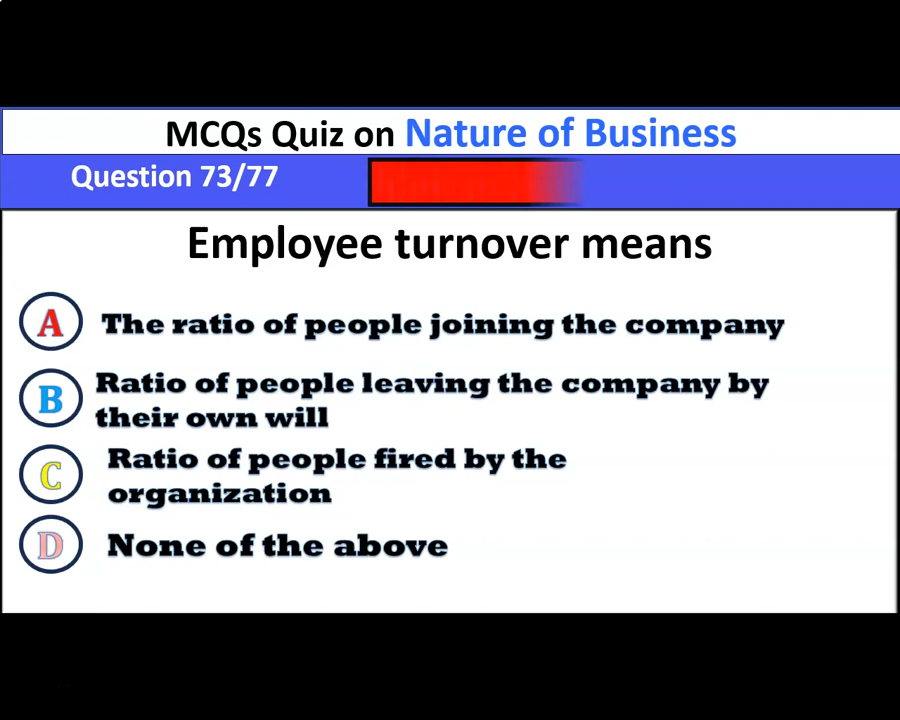 MCQs Quiz on Nature of Business
Question 73/77
Employee turnover means
A The ratio of people joining the company
B Ratio of people leaving the company by
their own will
C Ratio of people fired by the
organization
D None of the above